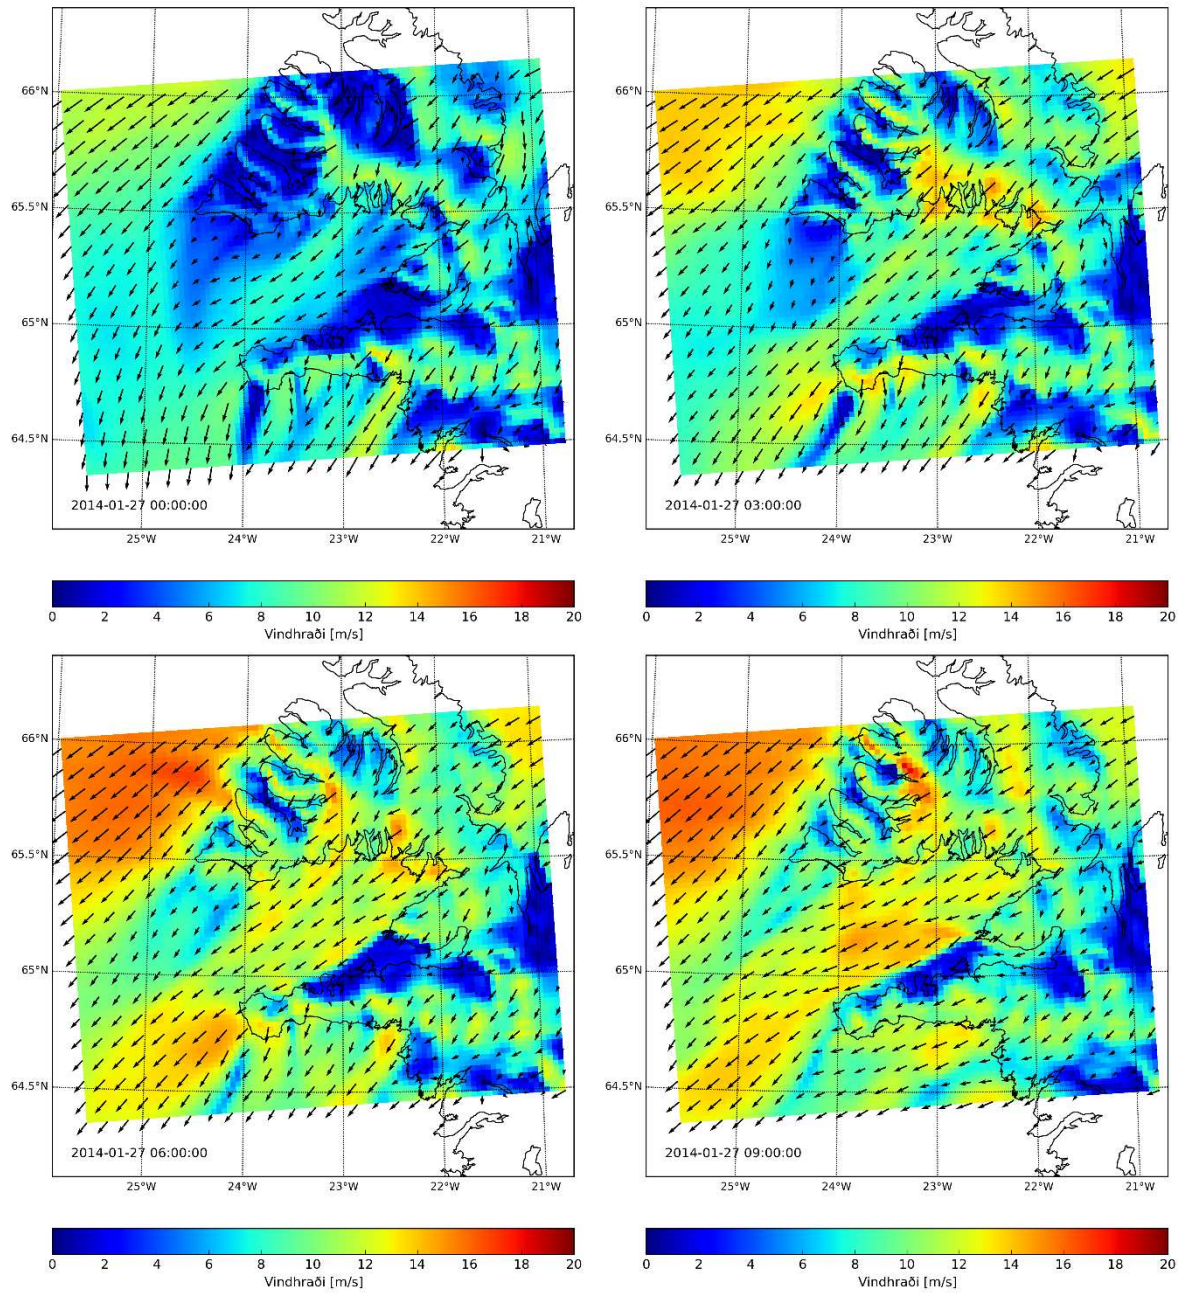 66°N
65.5°N
65°N
64.5°N
2014-01-27 00:00:00
25°W 24°W 23°W 22°W 21°W
0 2 4 6 8 10 12 14 16 18 20
Vindhraði [m/s]
66°N
65.5°N
65°N
64.5°N
2014-01-27 03:00:00
25°W 24°W 23°W 22°W 21°W
0 2 4 6 8 10 12 14 16 18 20
Vindhraði [m/s]
66°N
65.5°N
65°N
64.5°N
2014-01-27 06:00:00
25°W 24°W 23°W 22°W 21°W
0 2 4 6 8 10 12 14 16 18 20
Vindhraði [m/s]
66°N
65.5°N
65°N
64.5°N
2014-01-27 09:00:00
25°W 24°W 23°W 22°W 21°W
0 2 4 6 8 10 12 14 16 18 20
Vindhraði [m/s]